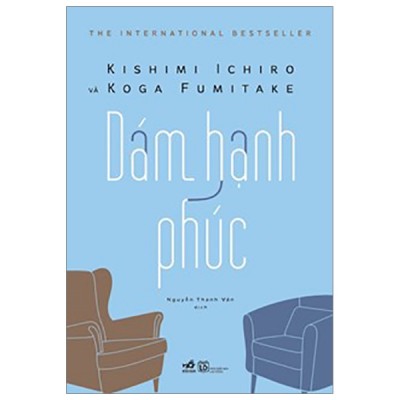 THE INTERNATIONAL BESTSELLER
KISHIMI ICHIRO
VÀ KOGA FUMITAKE
Dám hạnh
phúc
Nguyễn Thanh Vân
dịch